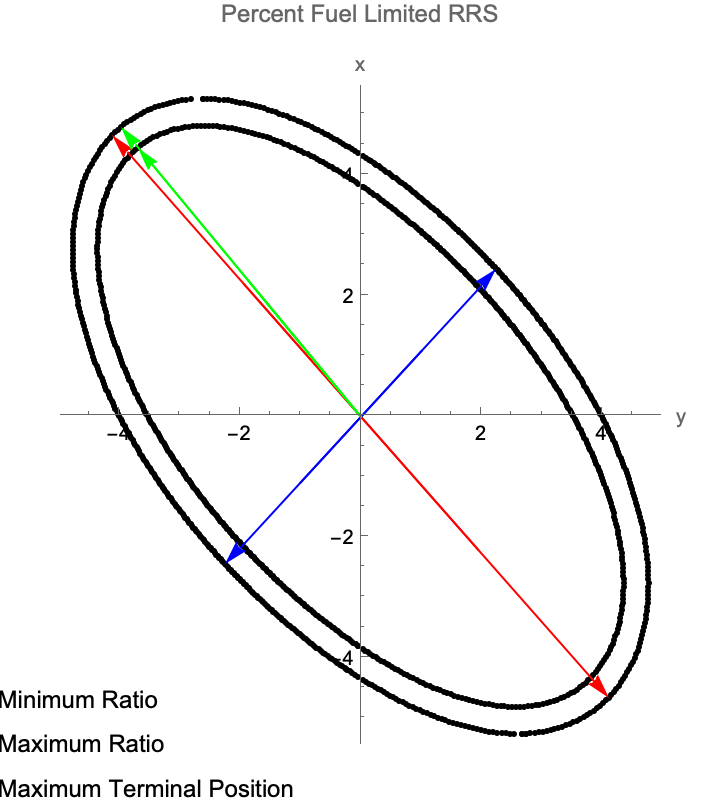 Percent Fuel Limited RRS
x
4
2
-4
-2
2
4
y
-2
-4
Minimum Ratio
Maximum Ratio
Maximum Terminal Position